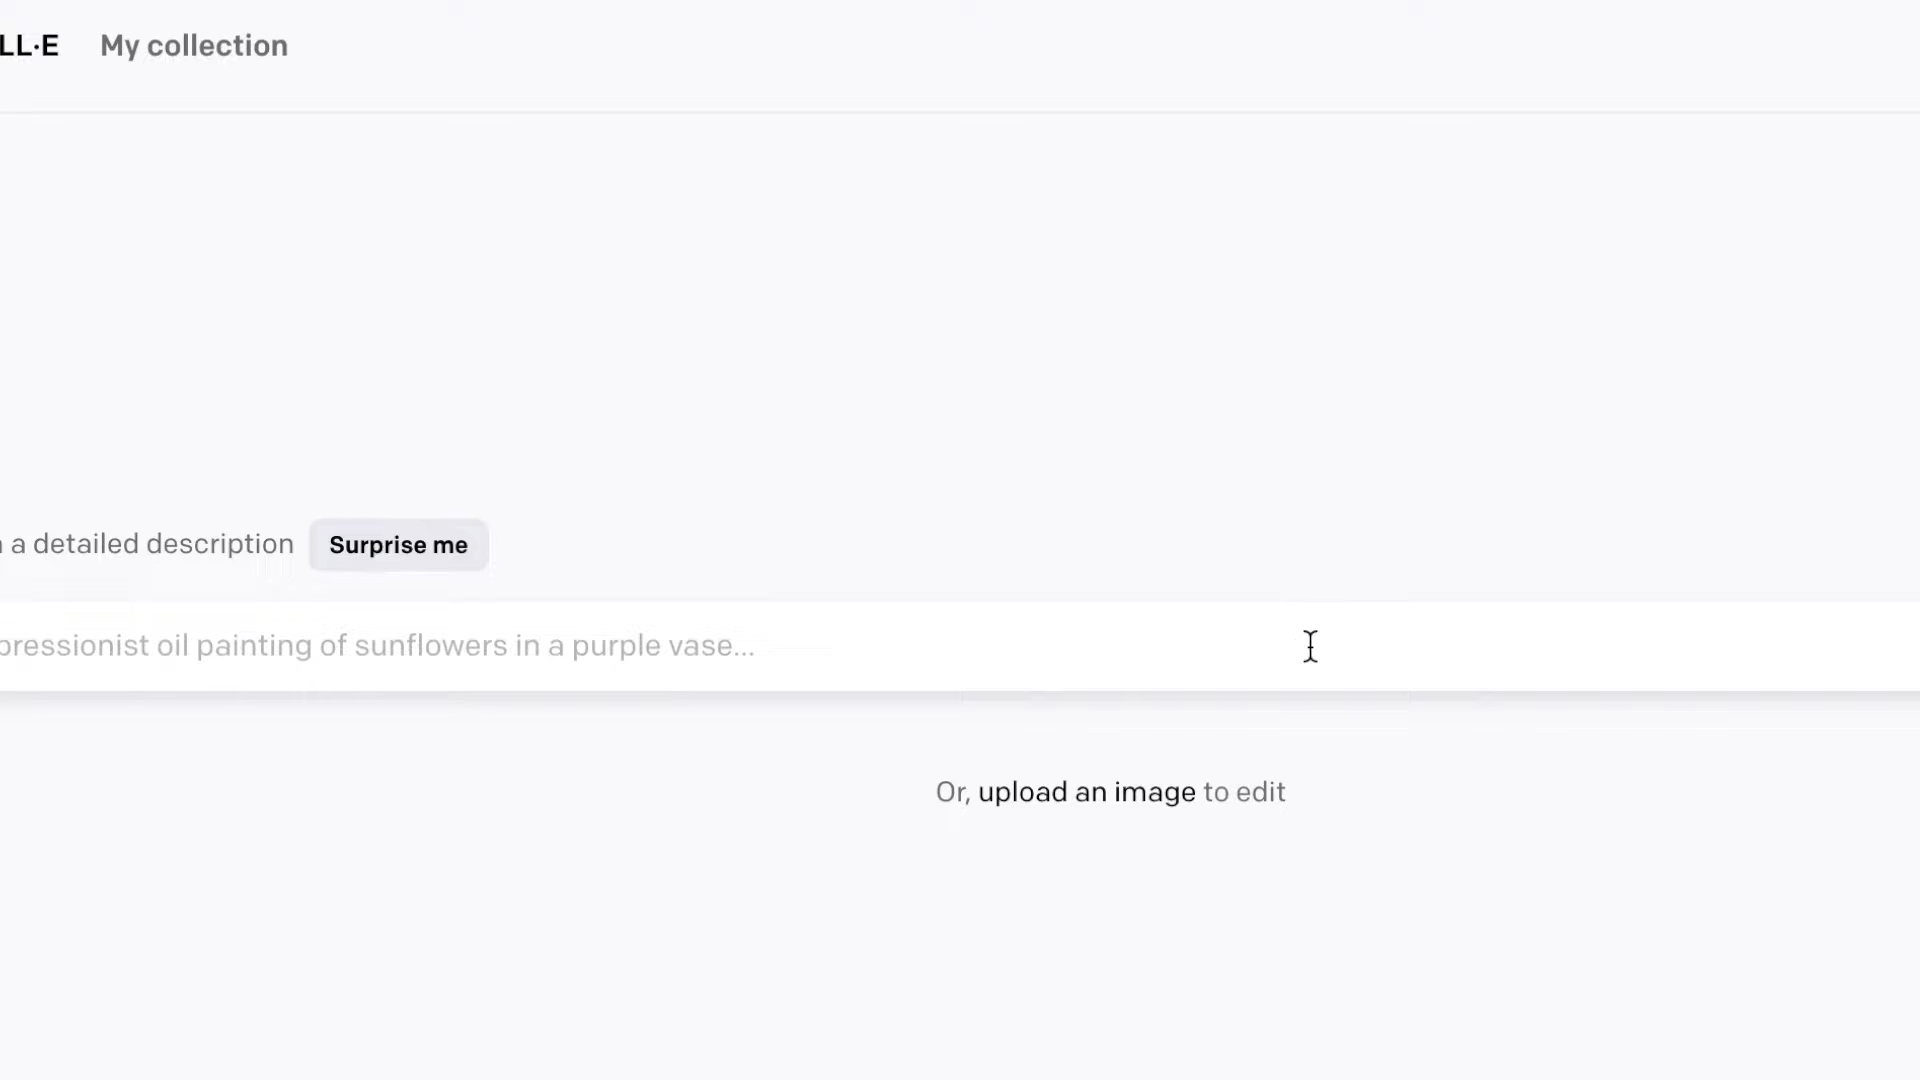 LL·E My collection
a detailed description Surprise me
pressionist oil painting of sunflowers in a purple vase...
Or, upload an image to edit